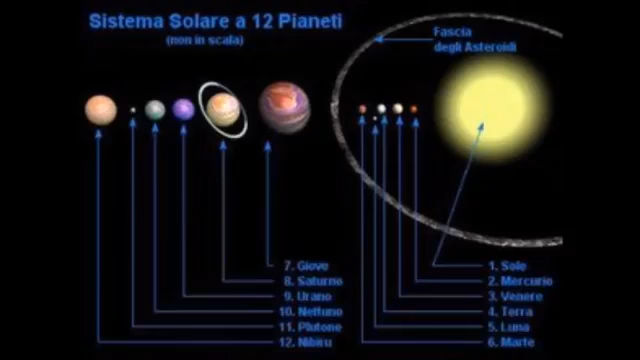 Sistema Solare a 12 Pianeti
(non in scala)
Fascia
degli Asteroidi
7. Giove
8. Saturno
9. Urano
10. Nettuno
11. Plutone
12. Nibiru
1. Sole
2. Mercurio
3. Venere
4. Terra
5. Luna
6. Marte